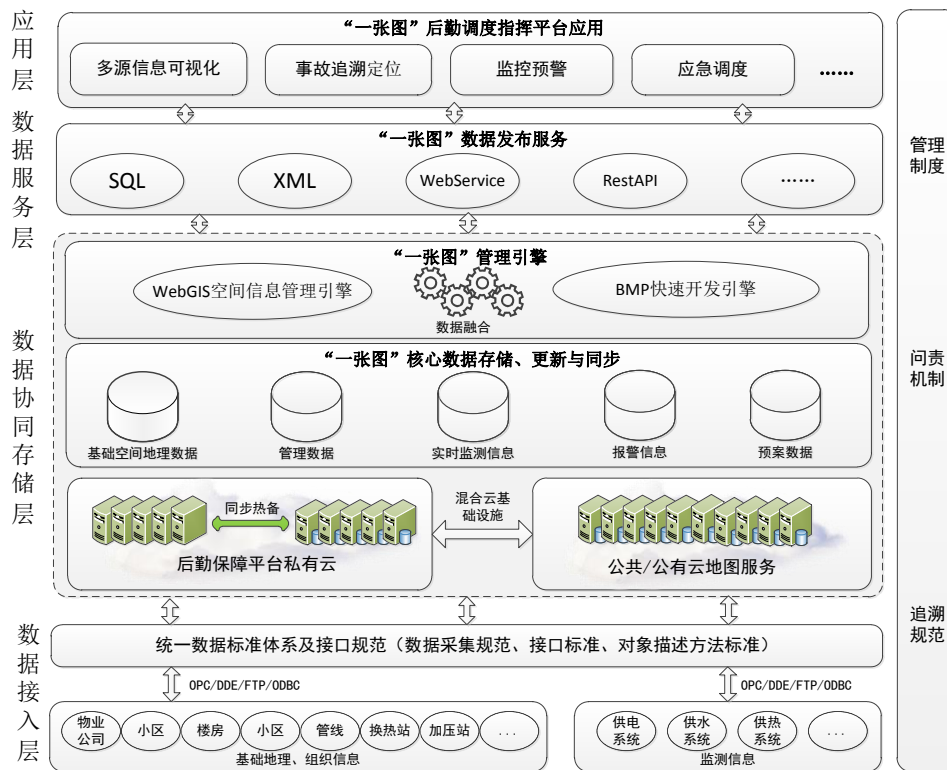 应用层
“一张图”后勤调度指挥平台应用
多源信息可视化
事故追溯定位
监控预警
应急调度
……
数据服务层
“一张图”数据发布服务
SQL
XML
WebService
RestAPI
……
数据协同存储层
“一张图”管理引擎
WebGIS空间信息管理引擎
数据融合
BMP快速开发引擎
“一张图”核心数据存储、更新与同步
基础空间地理数据
管理数据
实时监测信息
报警信息
预案数据
同步热备
后勤保障平台私有云
混合云基
础设施
公共/公有云地图服务
数据接入层
统一数据标准体系及接口规范（数据采集规范、接口标准、对象描述方法标准）
OPC/DDE/FTP/ODBC
OPC/DDE/FTP/ODBC
物业
公司
小区
楼房
小区
管线
换热站
加压站
...
基础地理、组织信息
供电
系统
供水
系统
供热
系统
...
监测信息
管理
制度
问责
机制
追溯
规范